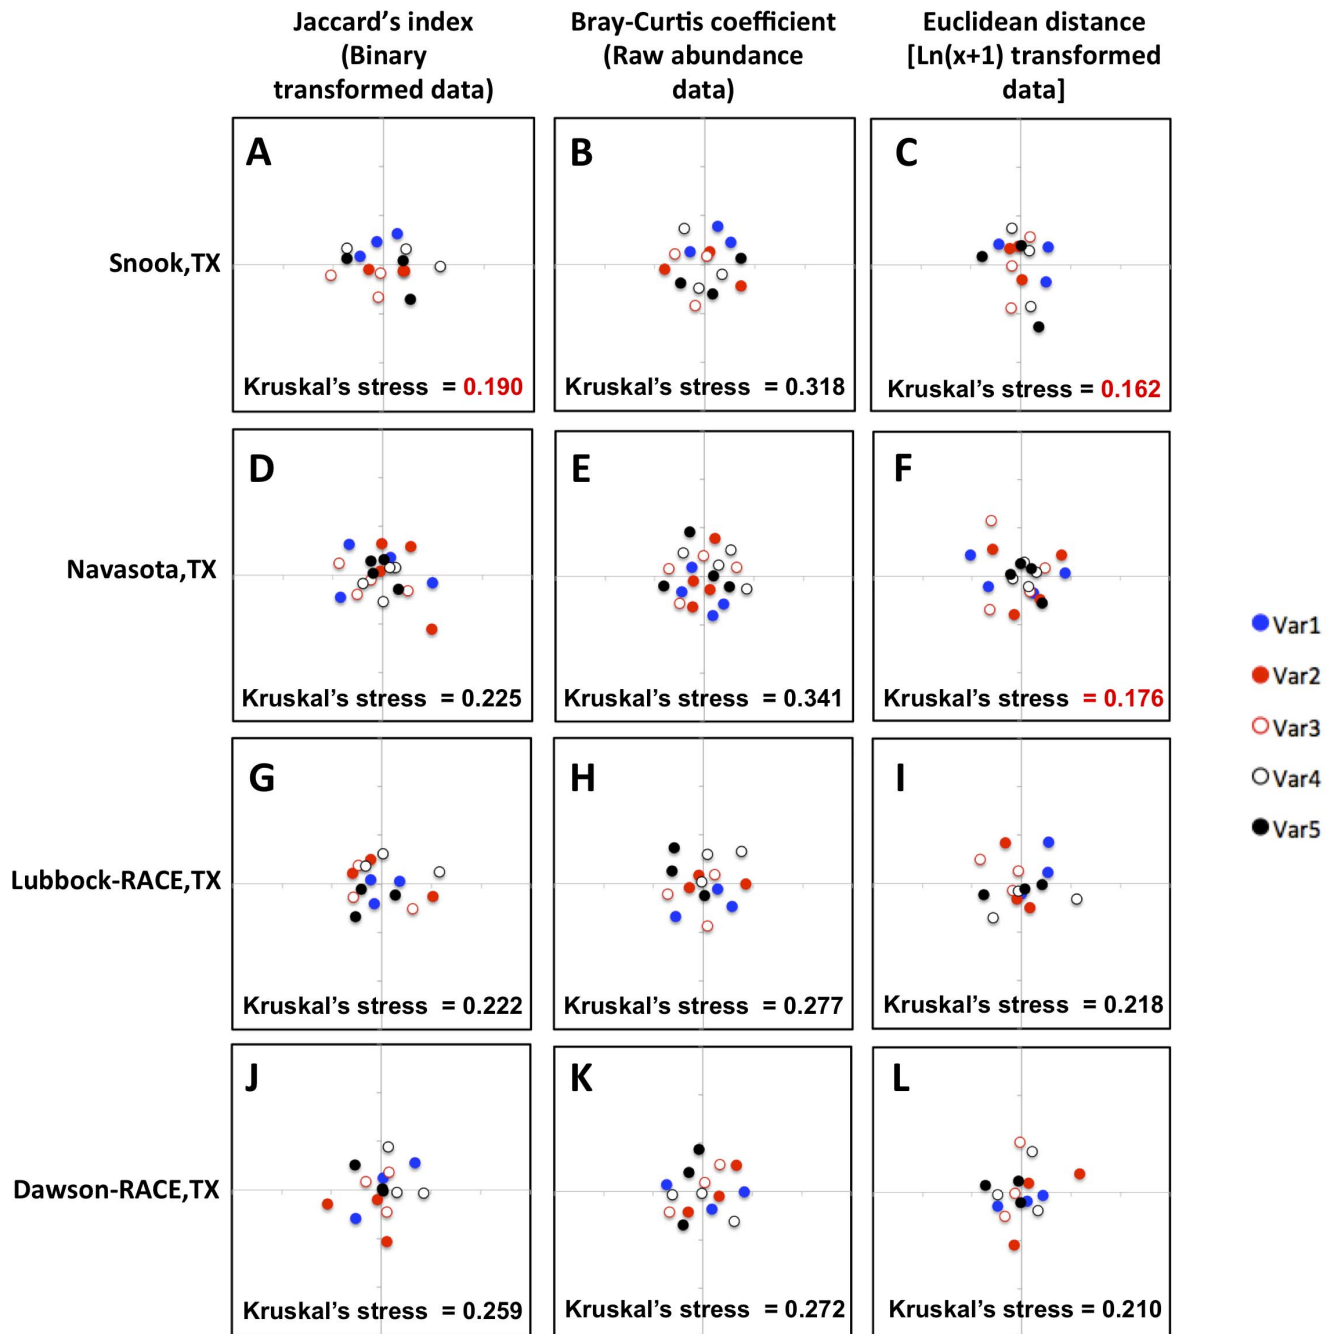 Jaccard’s index
(Binary
transformed data)
Bray-Curtis coefficient
(Raw abundance
data)
Euclidean distance
[Ln(x+1) transformed
data]
Snook,TX
A
Kruskal’s stress = 0.190
B
Kruskal’s stress = 0.318
C
Kruskal’s stress = 0.162
Navasota,TX
D
Kruskal’s stress = 0.225
E
Kruskal’s stress = 0.341
F
Kruskal’s stress = 0.176
Lubbock-RACE,TX
G
Kruskal’s stress = 0.222
H
Kruskal’s stress = 0.277
I
Kruskal’s stress = 0.218
Dawson-RACE,TX
J
Kruskal’s stress = 0.259
K
Kruskal’s stress = 0.272
L
Kruskal’s stress = 0.210
Var1
Var2
Var3
Var4
Var5